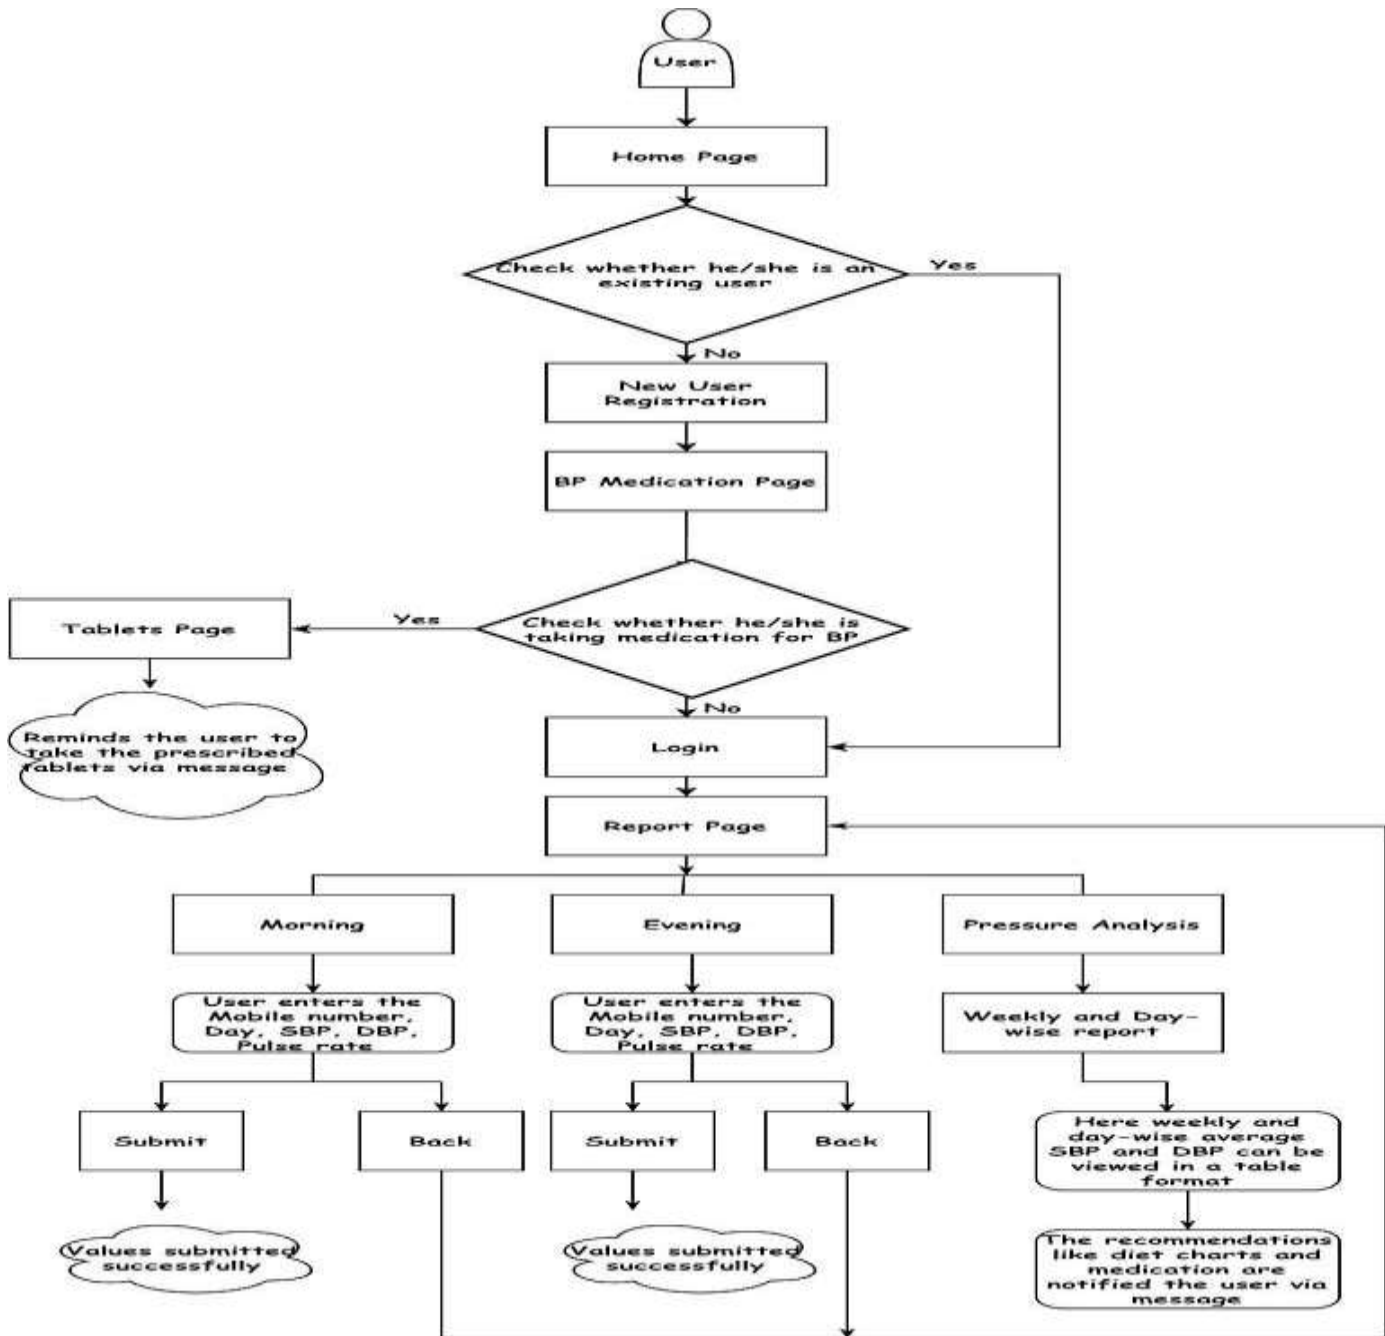 User
Home Page
Check whether he/she is an
existing user
Yes
No
New User
Registration
BP Medication Page
Tablets Page
Yes
Check whether he/she is
taking medication for BP
No
Reminds the user to
take the prescribed
tablets via message
Login
Report Page
Morning
Evening
Pressure Analysis
User enters the
Mobile number,
Day, SBP, DBP,
Pulse rate
User enters the
Mobile number,
Day, SBP, DBP,
Pulse rate
Weekly and Day-
wise report
Submit
Back
Submit
Back
Here weekly and
day-wise average
SBP and DBP can be
viewed in a table
format
Values submitted
successfully
Values submitted
successfully
The recommendations
like diet charts and
medication are
notified the user via
message